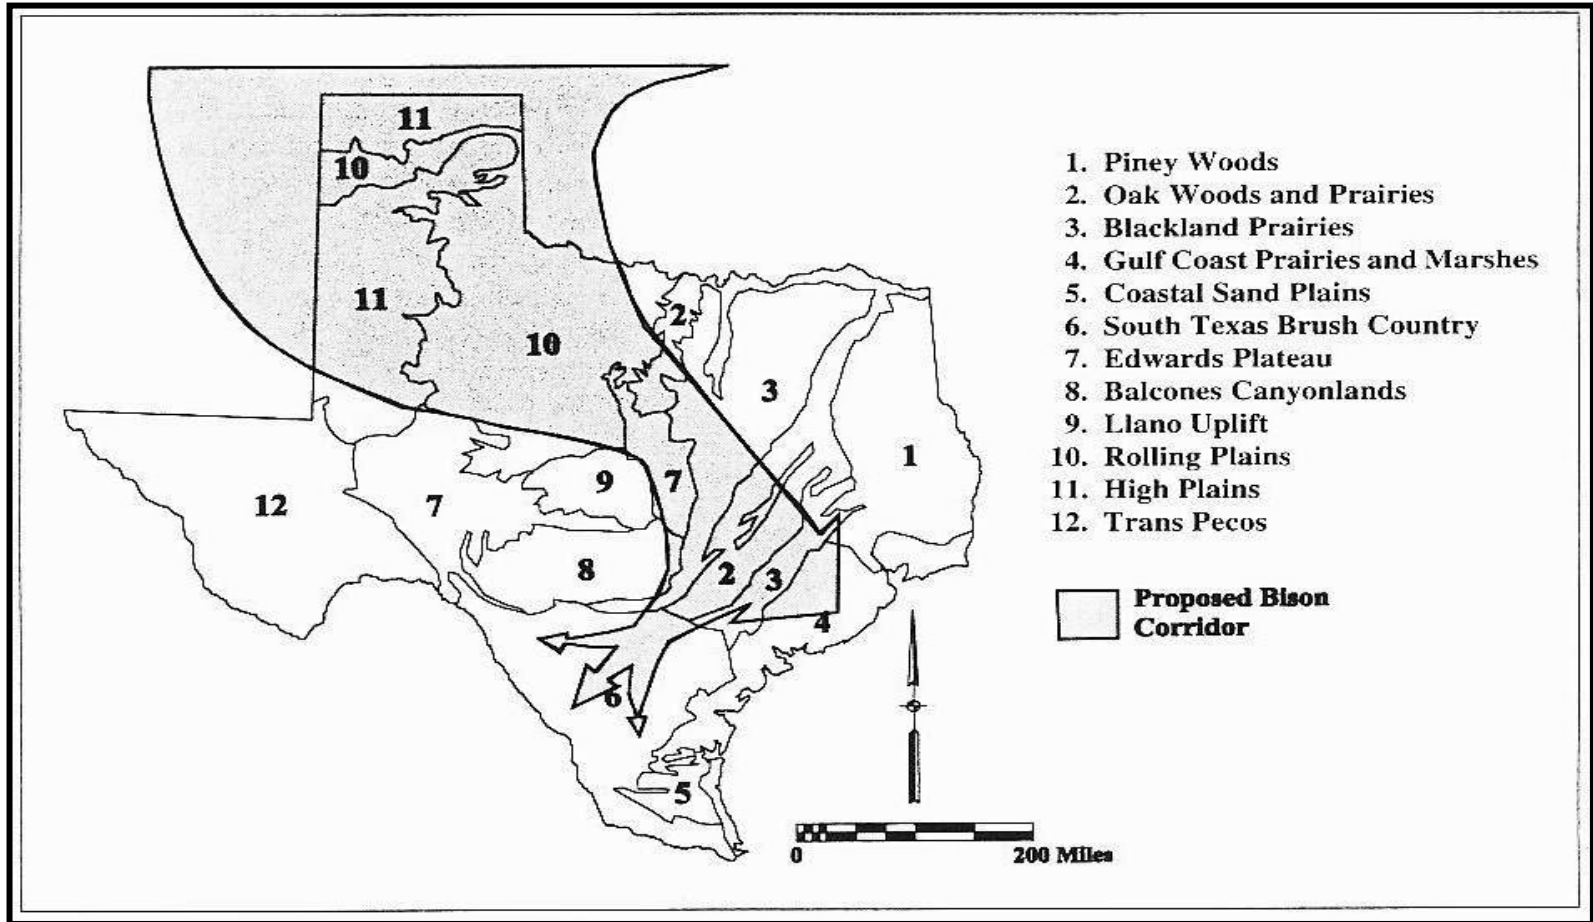 11
10
11
10
2
3
1
7
9
7
12
8
2
3
4
6
5
1. Piney Woods
2. Oak Woods and Prairies
3. Blackland Prairies
4. Gulf Coast Prairies and Marshes
5. Coastal Sand Plains
6. South Texas Brush Country
7. Edwards Plateau
8. Balcones Canyonlands
9. Llano Uplift
10. Rolling Plains
11. High Plains
12. Trans Pecos
Proposed Bison
Corridor
0 200 Miles